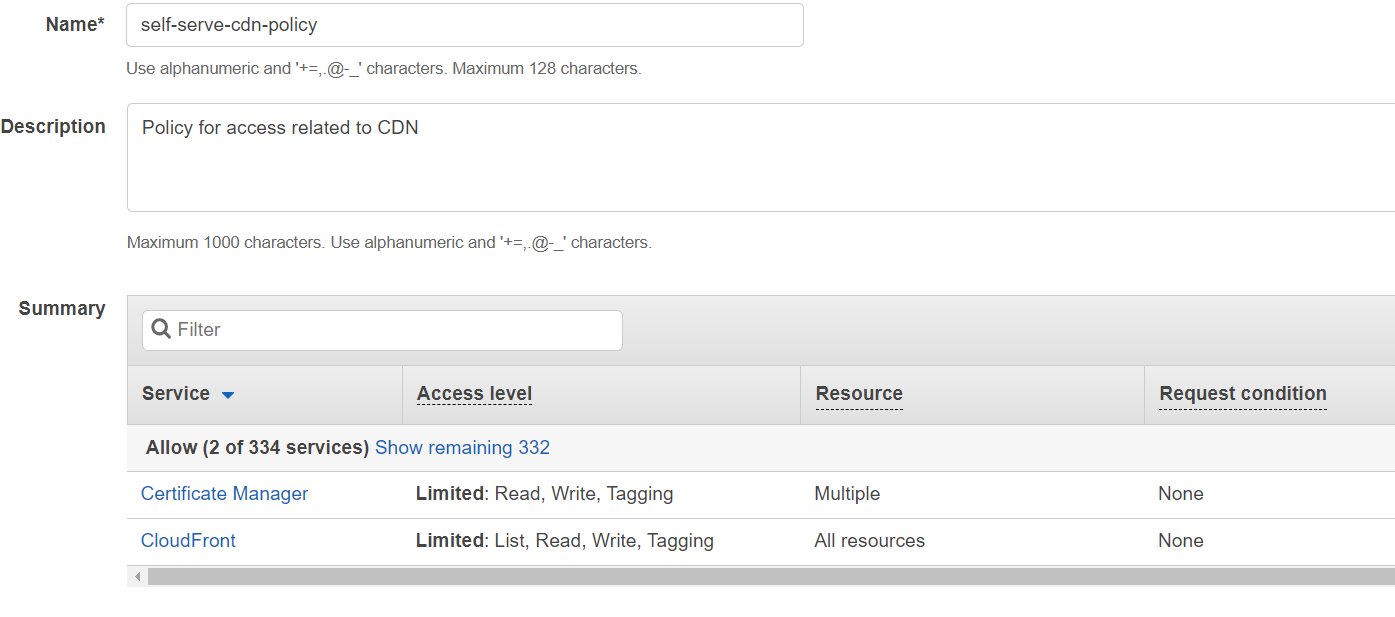 Name* self-serve-cdn-policy
Use alphanumeric and '+=,.@-_' characters. Maximum 128 characters.
Description Policy for access related to CDN
Maximum 1000 characters. Use alphanumeric and '+=,.@-_' characters.
Summary
Filter
Service Access level Resource Request condition
Allow (2 of 334 services) Show remaining 332
Certificate Manager Limited: Read, Write, Tagging Multiple None
CloudFront Limited: List, Read, Write, Tagging All resources None